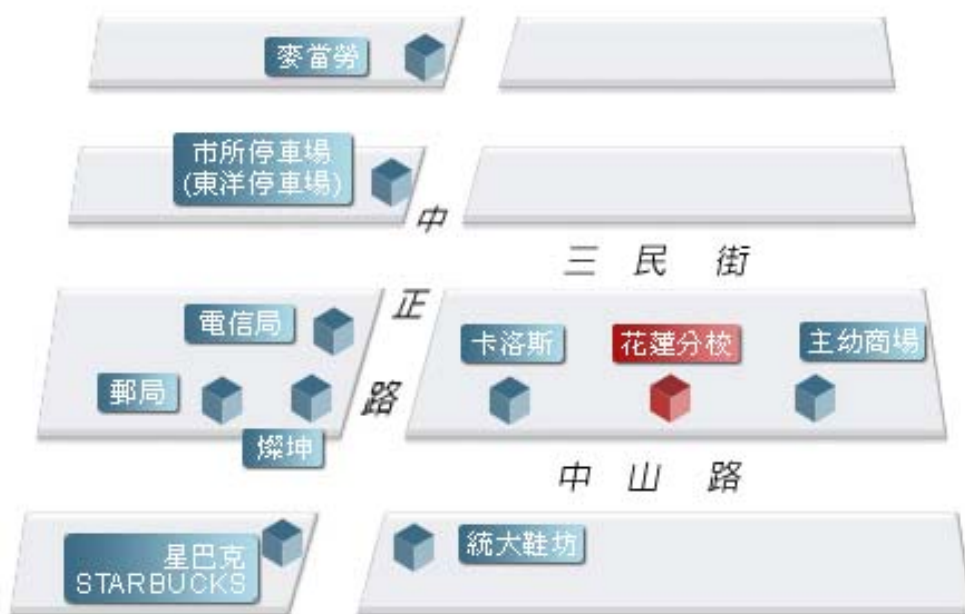 麥當勞
市所停車場
(東洋停車場)
中正路
三民街
電信局
卡洛斯
花蓮分校
主幼商場
郵局
燦坤
中山路
星巴克
STARBUCKS
統大鞋坊